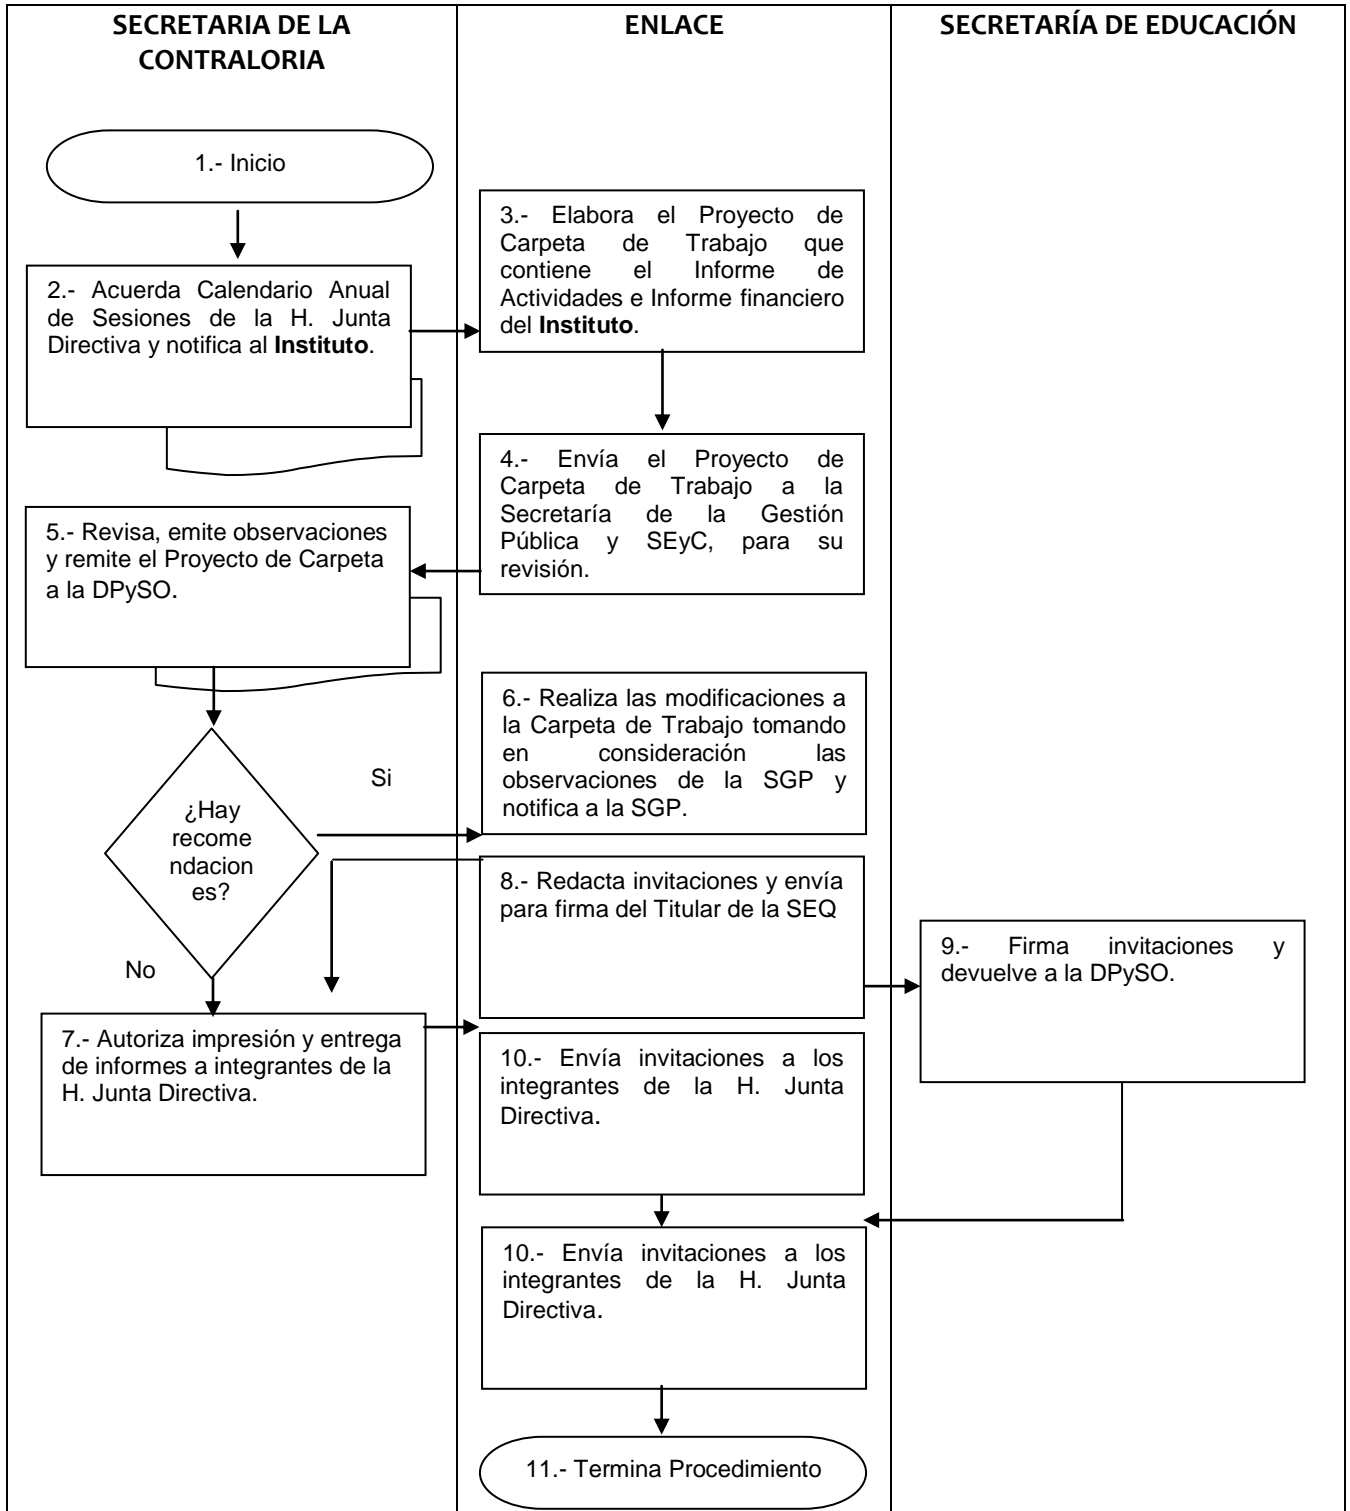 SECRETARIA DE LA
CONTRALORIA
ENLACE
SECRETARÍA DE EDUCACIÓN
1.- Inicio
2.- Acuerda Calendario Anual
de Sesiones de la H. Junta
Directiva y notifica al Instituto.
3.- Elabora el Proyecto de
Carpeta de Trabajo que
contiene el Informe de
Actividades e Informe financiero
del Instituto.
4.- Envía el Proyecto de
Carpeta de Trabajo a la
Secretaría de la Gestión
Pública y SEyC, para su
revisión.
5.- Revisa, emite observaciones
y remite el Proyecto de Carpeta
a la DPySO.
6.- Realiza las modificaciones a
la Carpeta de Trabajo tomando
en consideración las
observaciones de la SGP y
notifica a la SGP.
Si
¿Hay
recome
ndacion
es?
No
8.- Redacta invitaciones y envía
para firma del Titular de la SEQ
9.- Firma invitaciones y
devuelve a la DPySO.
7.- Autoriza impresión y entrega
de informes a integrantes de la
H. Junta Directiva.
10.- Envía invitaciones a los
integrantes de la H. Junta
Directiva.
10.- Envía invitaciones a los
integrantes de la H. Junta
Directiva.
11.- Termina Procedimiento